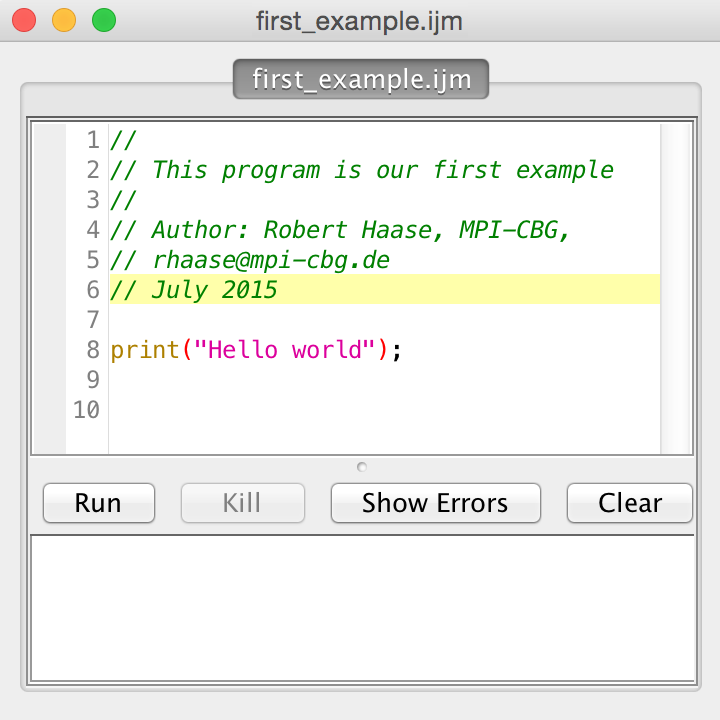 first_example.ijm
first_example.ijm
1 //
2 // This program is our first example
3 //
4 // Author: Robert Haase, MPI-CBG,
5 // rhaase@mpi-cbg.de
6 // July 2015
7
8 print("Hello world");
9
10
Run Kill Show Errors Clear